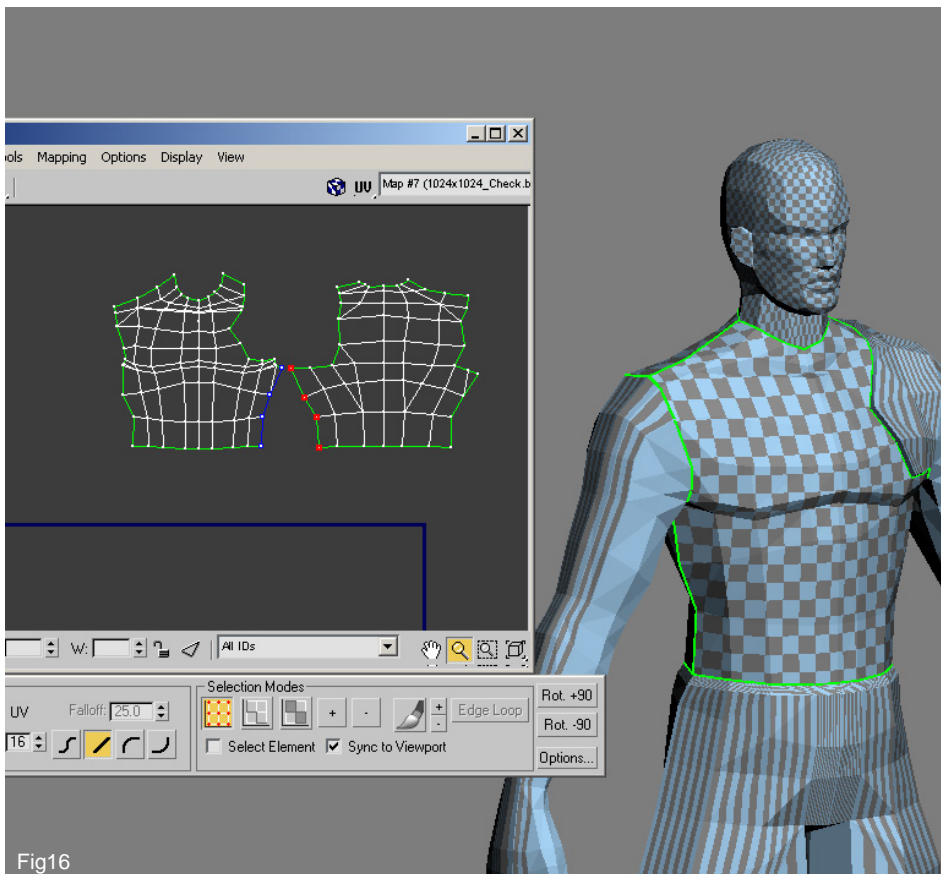 ols Mapping Options Display View
UV Map #7 (1024x1024_Check.b
W: All IDs
Selection Modes
UV Falloff: 25.0 + - + - Edge Loop Rot. +90
16 Rot. -90
Select Element Sync to Viewport Options...
Fig16